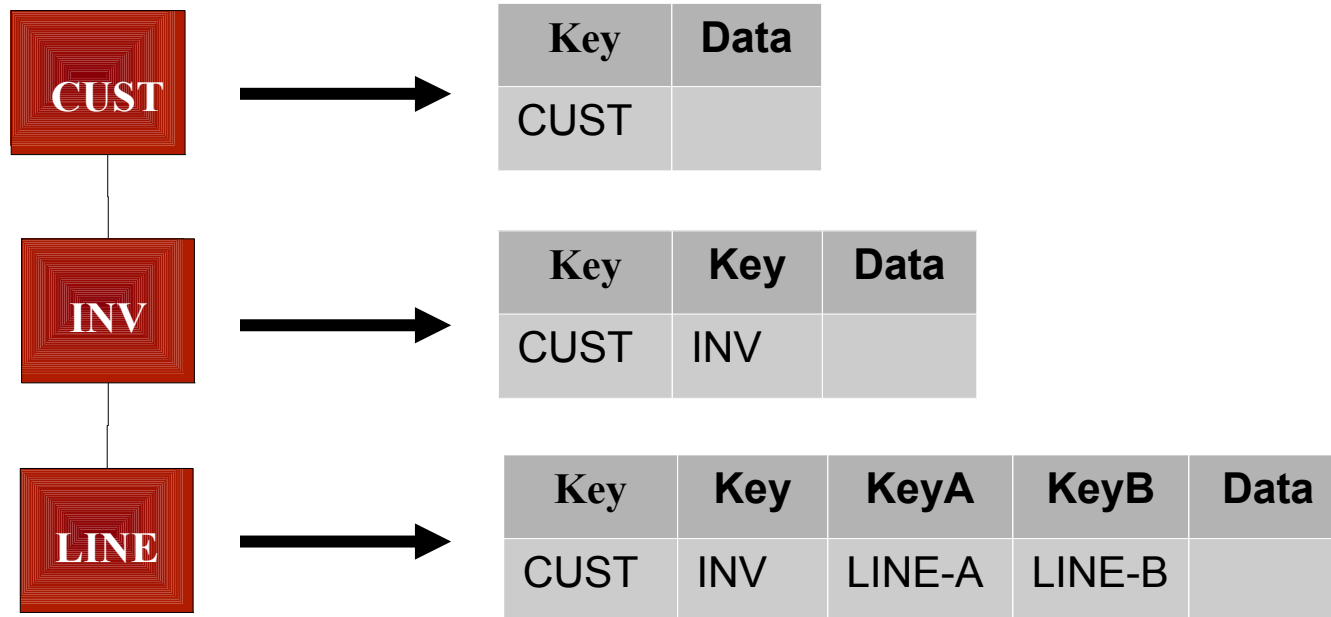 CUST
Key Data
CUST
INV
Key Key Data
CUST INV
LINE
Key Key KeyA KeyB Data
CUST INV LINE-A LINE-B